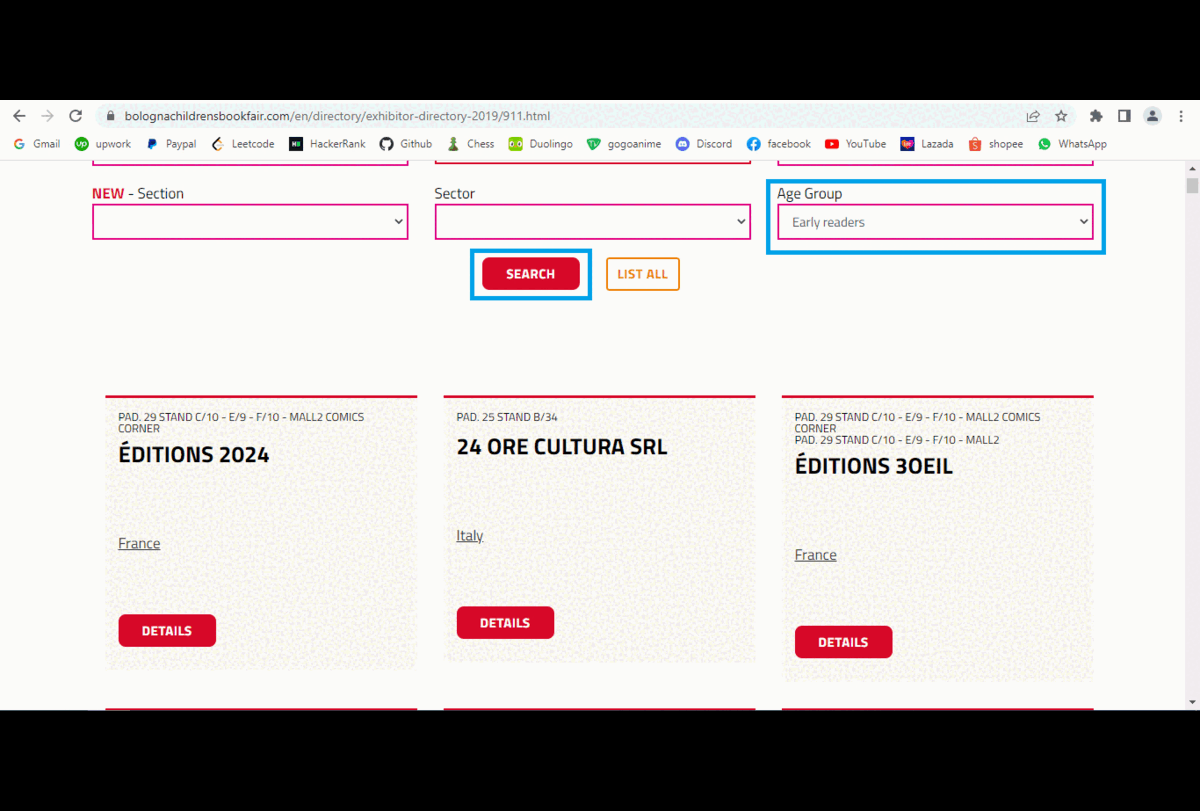 bolognachildrensbookfair.com/en/directory/exhibitor-directory-2019/911.html
G Gmail up upwork Paypal Leetcode HackerRank Github Chess Duolingo gogoanime Discord facebook YouTube Lazada shopee WhatsApp
NEW - Section Sector Age Group
Early readers
SEARCH LIST ALL
PAD. 29 STAND C/10 - E/9 - F/10 - MALL2 COMICS
CORNER
ÉDITIONS 2024
France
DETAILS
PAD. 25 STAND B/34
24 ORE CULTURA SRL
Italy
DETAILS
PAD. 29 STAND C/10 - E/9 - F/10 - MALL2 COMICS
CORNER
PAD. 29 STAND C/10 - E/9 - F/10 - MALL2
ÉDITIONS 3OEIL
France
DETAILS